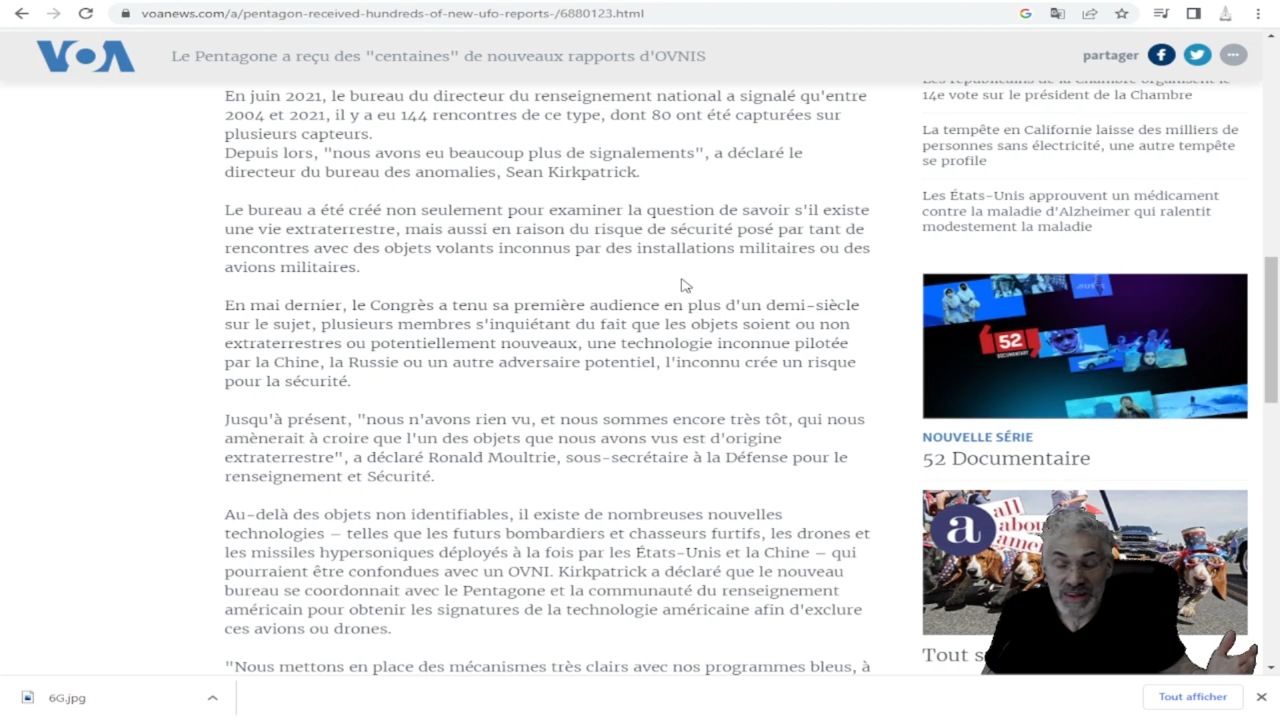 voanews.com/a/pentagon-received-hundreds-of-new-ufo-reports-/6880123.html
VOA
Le Pentagone a reçu des "centaines" de nouveaux rapports d'OVNIS
partager
En juin 2021, le bureau du directeur du renseignement national a signalé qu'entre
2004 et 2021, il y a eu 144 rencontres de ce type, dont 80 ont été capturées sur
plusieurs capteurs.
Depuis lors, "nous avons eu beaucoup plus de signalements", a déclaré le
directeur du bureau des anomalies, Sean Kirkpatrick.
Le bureau a été créé non seulement pour examiner la question de savoir s'il existe
une vie extraterrestre, mais aussi en raison du risque de sécurité posé par tant de
rencontres avec des objets volants inconnus par des installations militaires ou des
avions militaires.
En mai dernier, le Congrès a tenu sa première audience en plus d'un demi-siècle
sur le sujet, plusieurs membres s'inquiétant du fait que les objets soient ou non
extraterrestres ou potentiellement nouveaux, une technologie inconnue pilotée
par la Chine, la Russie ou un autre adversaire potentiel, l'inconnu crée un risque
pour la sécurité.
Jusqu'à présent, "nous n'avons rien vu, et nous sommes encore très tôt, qui nous
amènerait à croire que l'un des objets que nous avons vus est d'origine
extraterrestre", a déclaré Ronald Moultrie, sous-secrétaire à la Défense pour le
renseignement et Sécurité.
Au-delà des objets non identifiables, il existe de nombreuses nouvelles
technologies – telles que les futurs bombardiers et chasseurs furtifs, les drones et
les missiles hypersoniques déployés à la fois par les États-Unis et la Chine – qui
pourraient être confondues avec un OVNI. Kirkpatrick a déclaré que le nouveau
bureau se coordonnait avec le Pentagone et la communauté du renseignement
américain pour obtenir les signatures de la technologie américaine afin d'exclure
ces avions ou drones.
"Nous mettons en place des mécanismes très clairs avec nos programmes bleus, à
Les républicains de la Chambre organisent le
14e vote sur le président de la Chambre
La tempête en Californie laisse des milliers de
personnes sans électricité, une autre tempête
se profile
Les États-Unis approuvent un médicament
contre la maladie d'Alzheimer qui ralentit
modestement la maladie
52
DOCUMENTARY
NOUVELLE SÉRIE
52 Documentaire
a
all
abou
ame
Tout s
6G.jpg
Tout afficher